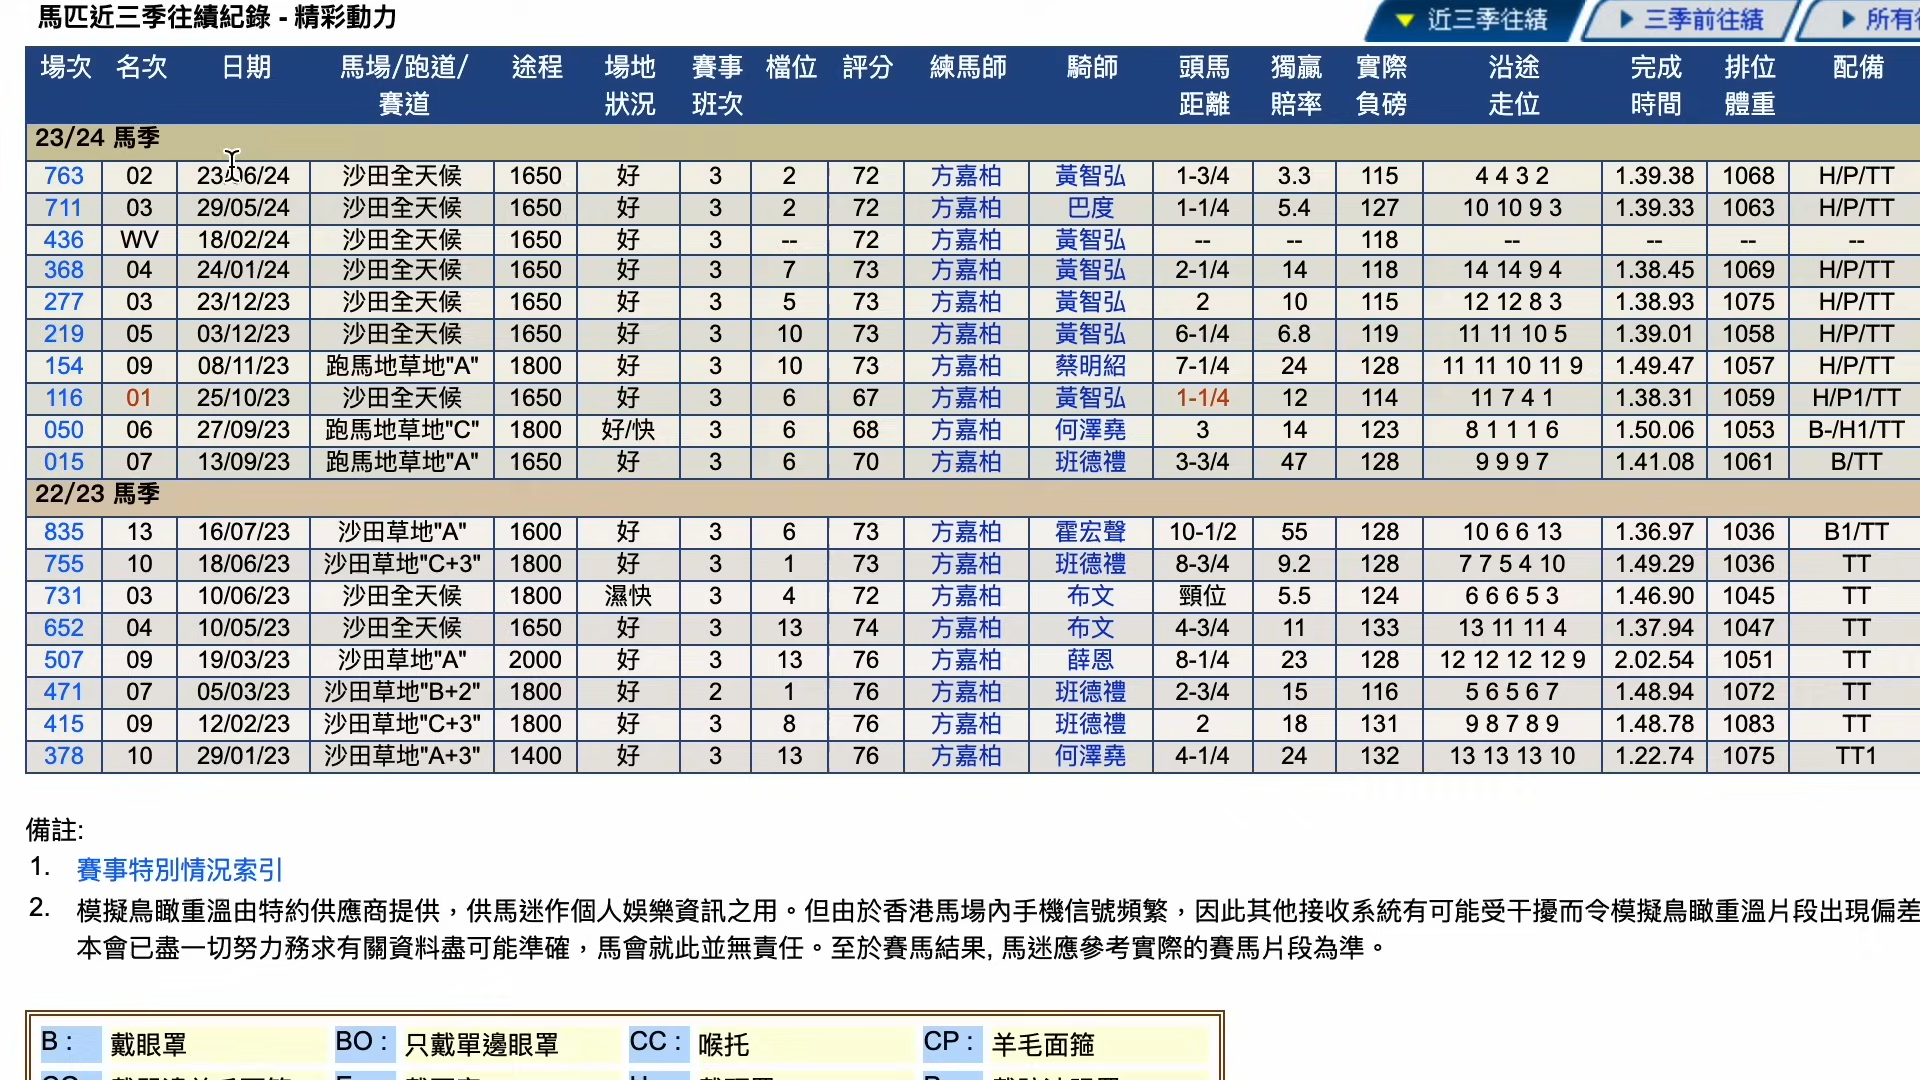 馬匹近三季往績紀錄 - 精彩動力
近三季往績 三季前往績 所有
場次 名次 日期 馬場/跑道/賽道 途程 場地狀況 賽事班次 檔位 評分 練馬師 騎師 頭馬距離 獨贏賠率 實際負磅 沿途走位 完成時間 排位體重 配備
23/24 馬季
763 02 23/06/24 沙田全天候 1650 好 3 2 72 方嘉柏 黃智弘 1-3/4 3.3 115 4 4 3 2 1.39.38 1068 H/P/TT
711 03 29/05/24 沙田全天候 1650 好 3 2 72 方嘉柏 巴度 1-1/4 5.4 127 10 10 9 3 1.39.33 1063 H/P/TT
436 WV 18/02/24 沙田全天候 1650 好 3 -- 72 方嘉柏 黃智弘 -- -- 118 -- -- -- --
368 04 24/01/24 沙田全天候 1650 好 3 7 73 方嘉柏 黃智弘 2-1/4 14 118 14 14 9 4 1.38.45 1069 H/P/TT
277 03 23/12/23 沙田全天候 1650 好 3 5 73 方嘉柏 黃智弘 2 10 115 12 12 8 3 1.38.93 1075 H/P/TT
219 05 03/12/23 沙田全天候 1650 好 3 10 73 方嘉柏 黃智弘 6-1/4 6.8 119 11 11 10 5 1.39.01 1058 H/P/TT
154 09 08/11/23 跑馬地草地"A" 1800 好 3 10 73 方嘉柏 蔡明紹 7-1/4 24 128 11 11 10 11 9 1.49.47 1057 H/P/TT
116 01 25/10/23 沙田全天候 1650 好 3 6 67 方嘉柏 黃智弘 1-1/4 12 114 11 7 4 1 1.38.31 1059 H/P1/TT
050 06 27/09/23 跑馬地草地"C" 1800 好/快 3 6 68 方嘉柏 何澤堯 3 14 123 8 1 1 1 6 1.50.06 1053 B-/H1/TT
015 07 13/09/23 跑馬地草地"A" 1650 好 3 6 70 方嘉柏 班德禮 3-3/4 47 128 9 9 9 7 1.41.08 1061 B/TT
22/23 馬季
835 13 16/07/23 沙田草地"A" 1600 好 3 6 73 方嘉柏 霍宏聲 10-1/2 55 128 10 6 6 13 1.36.97 1036 B1/TT
755 10 18/06/23 沙田草地"C+3" 1800 好 3 1 73 方嘉柏 班德禮 8-3/4 9.2 128 7 7 5 4 10 1.49.29 1036 TT
731 03 10/06/23 沙田全天候 1800 濕快 3 4 72 方嘉柏 布文 頸位 5.5 124 6 6 6 5 3 1.46.90 1045 TT
652 04 10/05/23 沙田全天候 1650 好 3 13 74 方嘉柏 布文 4-3/4 11 133 13 11 11 4 1.37.94 1047 TT
507 09 19/03/23 沙田草地"A" 2000 好 3 13 76 方嘉柏 薛恩 8-1/4 23 128 12 12 12 12 9 2.02.54 1051 TT
471 07 05/03/23 沙田草地"B+2" 1800 好 2 1 76 方嘉柏 班德禮 2-3/4 15 116 5 6 5 6 7 1.48.94 1072 TT
415 09 12/02/23 沙田草地"C+3" 1800 好 3 8 76 方嘉柏 班德禮 2 18 131 9 8 7 8 9 1.48.78 1083 TT
378 10 29/01/23 沙田草地"A+3" 1400 好 3 13 76 方嘉柏 何澤堯 4-1/4 24 132 13 13 13 10 1.22.74 1075 TT1
備註:
1. 賽事特別情況索引
2. 模擬鳥瞰重溫由特約供應商提供，供馬迷作個人娛樂資訊之用。但由於香港馬場內手機信號頻繁，因此其他接收系統有可能受干擾而令模擬鳥瞰重溫片段出現偏差
本會已盡一切努力務求有關資料盡可能準確，馬會就此並無責任。至於賽馬結果, 馬迷應參考實際的賽馬片段為準。
B : 戴眼罩 BO : 只戴單邊眼罩 CC : 喉托 CP : 羊毛面箍